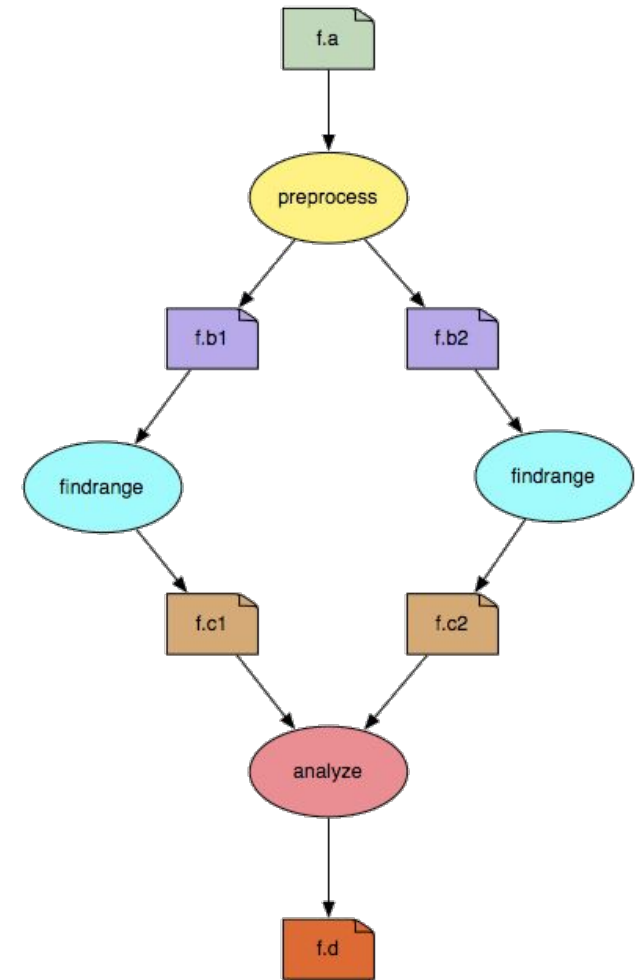 f.a
preprocess
f.b1
f.b2
findrange
findrange
f.c1
f.c2
analyze
f.d